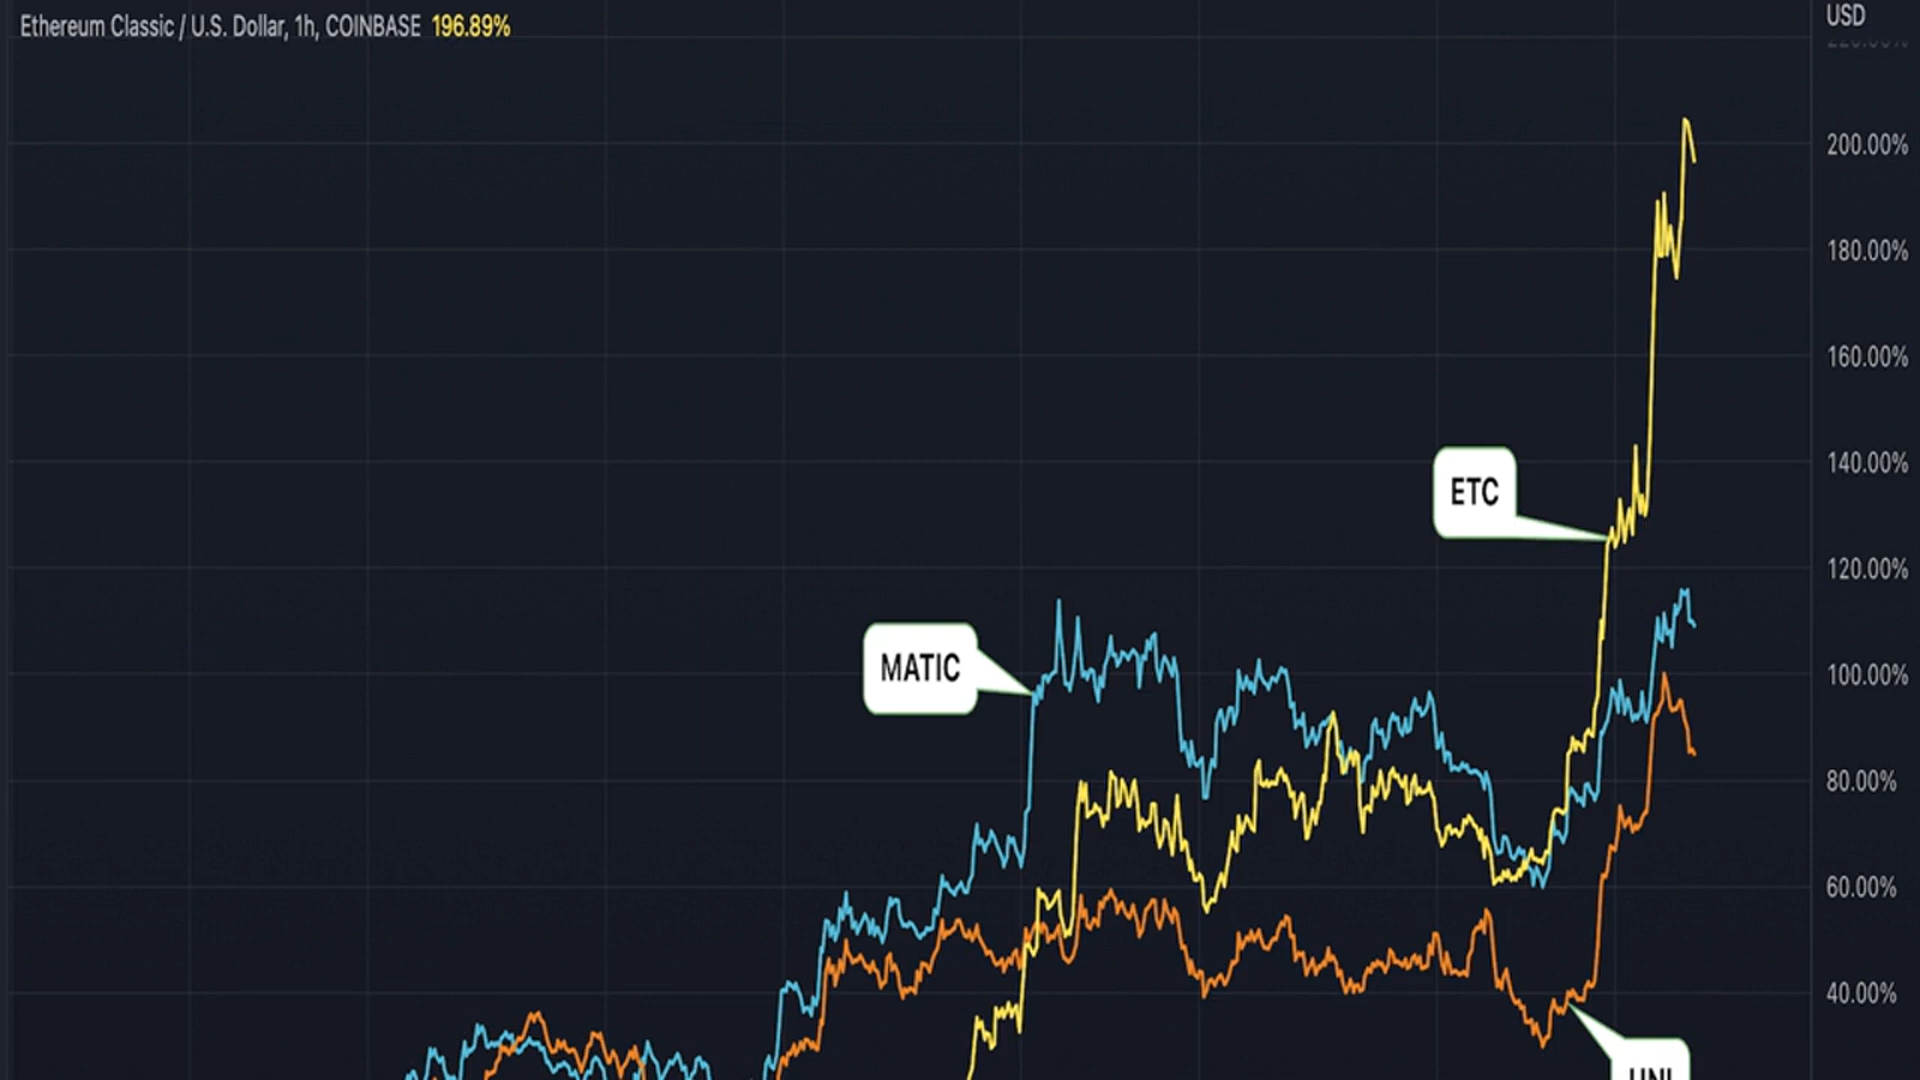 Ethereum Classic / U.S. Dollar, 1h, COINBASE 196.89%
USD
200.00%
180.00%
160.00%
140.00%
ETC
120.00%
MATIC
100.00%
80.00%
60.00%
40.00%
UNI